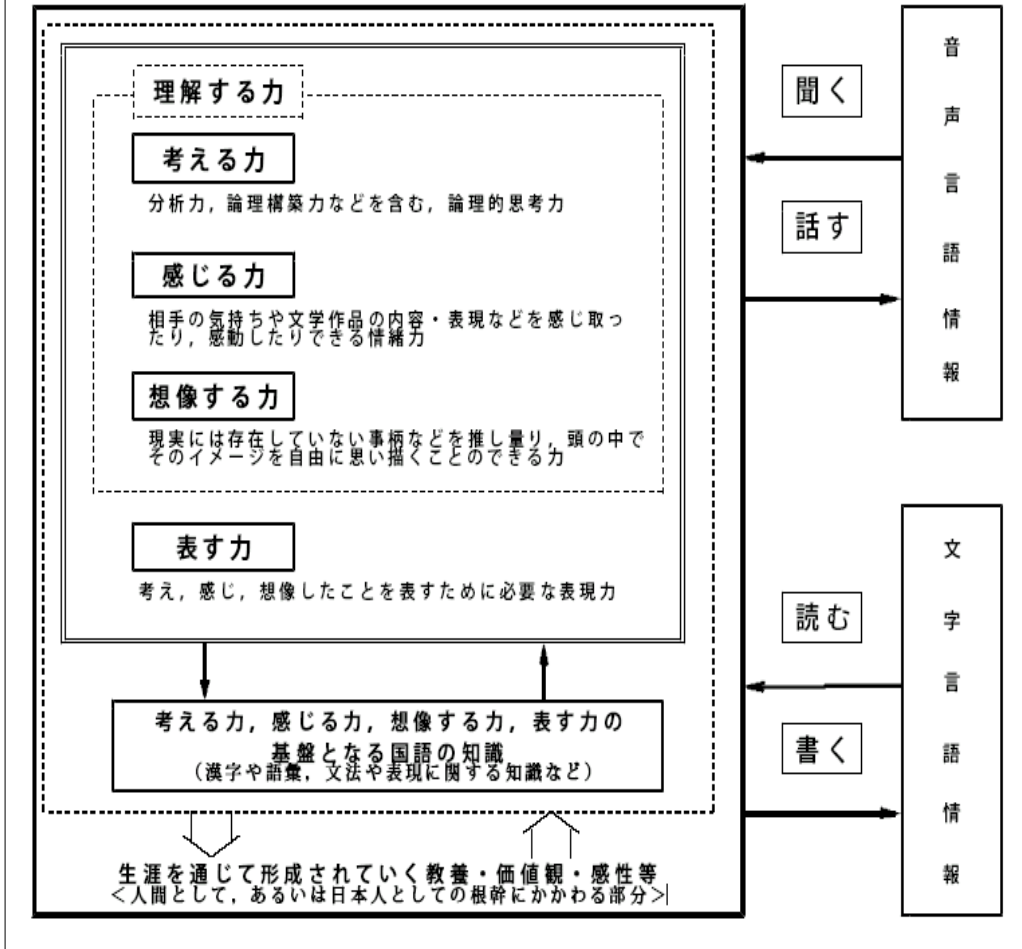 理解する力
考える力
分析力，論理構築力などを含む，論理的思考力
感じる力
相手の気持ちや文学作品の内容・表現などを感じ取っ
たり，感動したりできる情緒力
想像する力
現実には存在していない事柄などを推し量り，頭の中で
そのイメージを自由に思い描くことのできる力
表す力
考え，感じ，想像したことを表すために必要な表現力
考える力，感じる力，想像する力，表す力の
基盤となる国語の知識
（漢字や語彙，文法や表現に関する知識など）
生涯を通じて形成されていく教養・価値観・感性等
＜人間として，あるいは日本人としての根幹にかかわる部分＞
聞く
話す
音声言語情報
読む
書く
文字言語情報